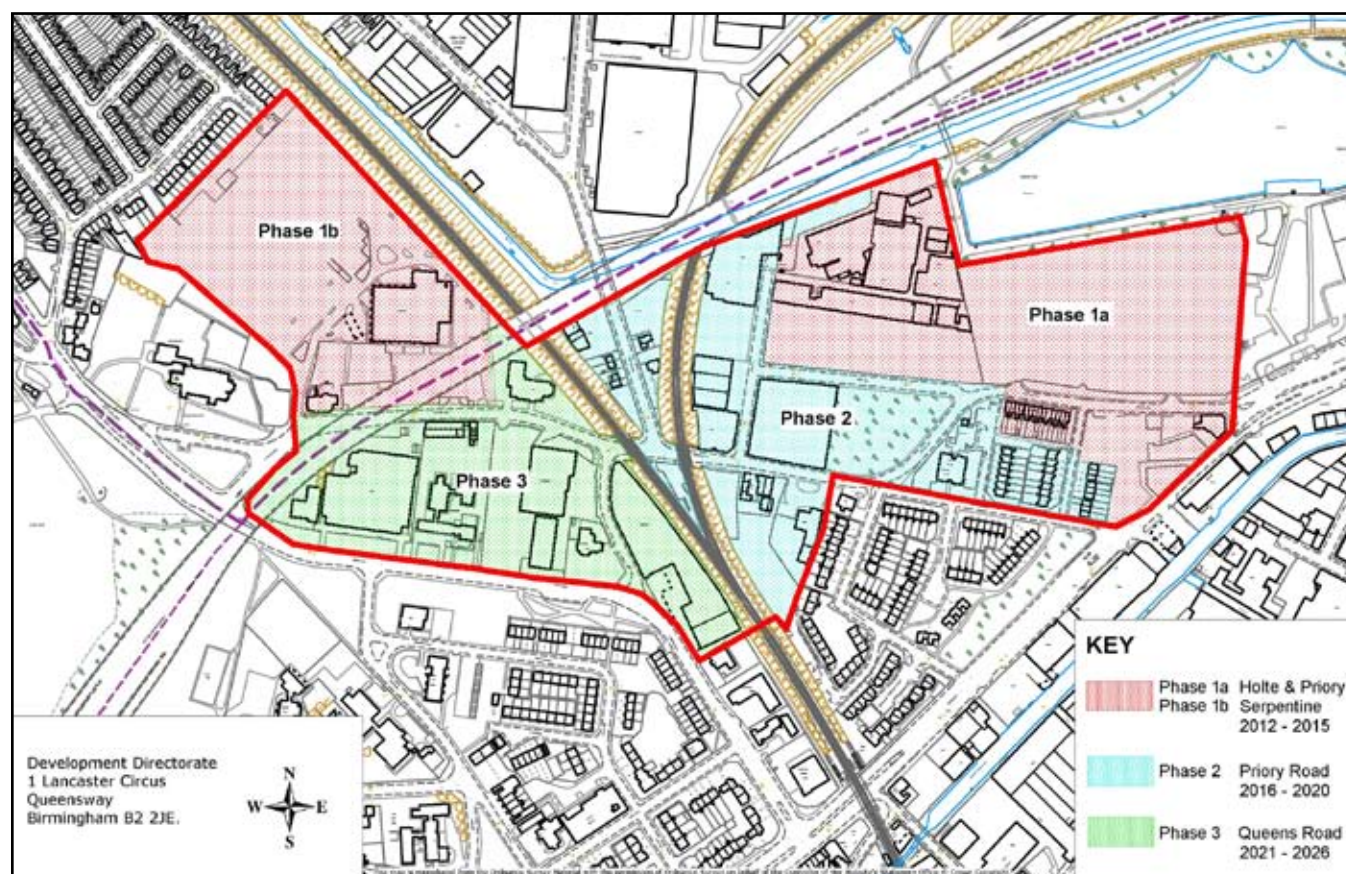 Phase 1b
Phase 1a
Phase 2
Phase 3
KEY
Phase 1a Holte & Priory
Phase 1b Serpentine
2012 - 2015
Phase 2 Priory Road
2016 - 2020
Phase 3 Queens Road
2021 - 2026
Development Directorate
1 Lancaster Circus
Queensway
Birmingham B2 2JE.
N
W E
S